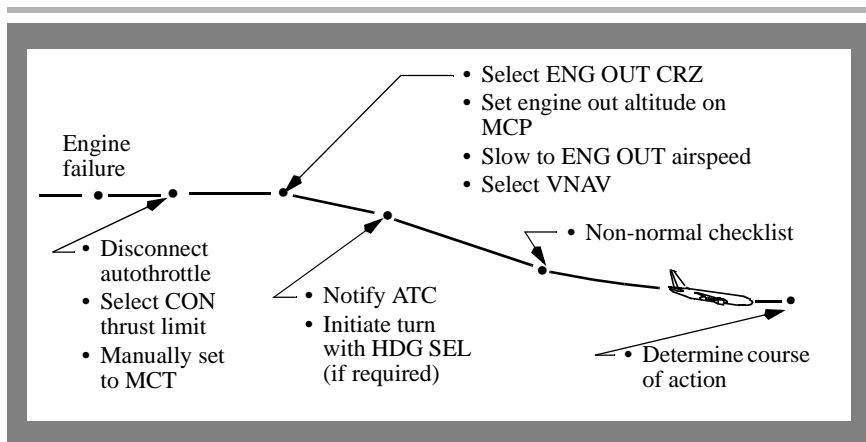 Engine
failure
• Disconnect
autothrottle
• Select CON
thrust limit
• Manually set
to MCT
• Select ENG OUT CRZ
• Set engine out altitude on
MCP
• Slow to ENG OUT airspeed
• Select VNAV
• Notify ATC
• Initiate turn
with HDG SEL
(if required)
• Non-normal checklist
• Determine course
of action